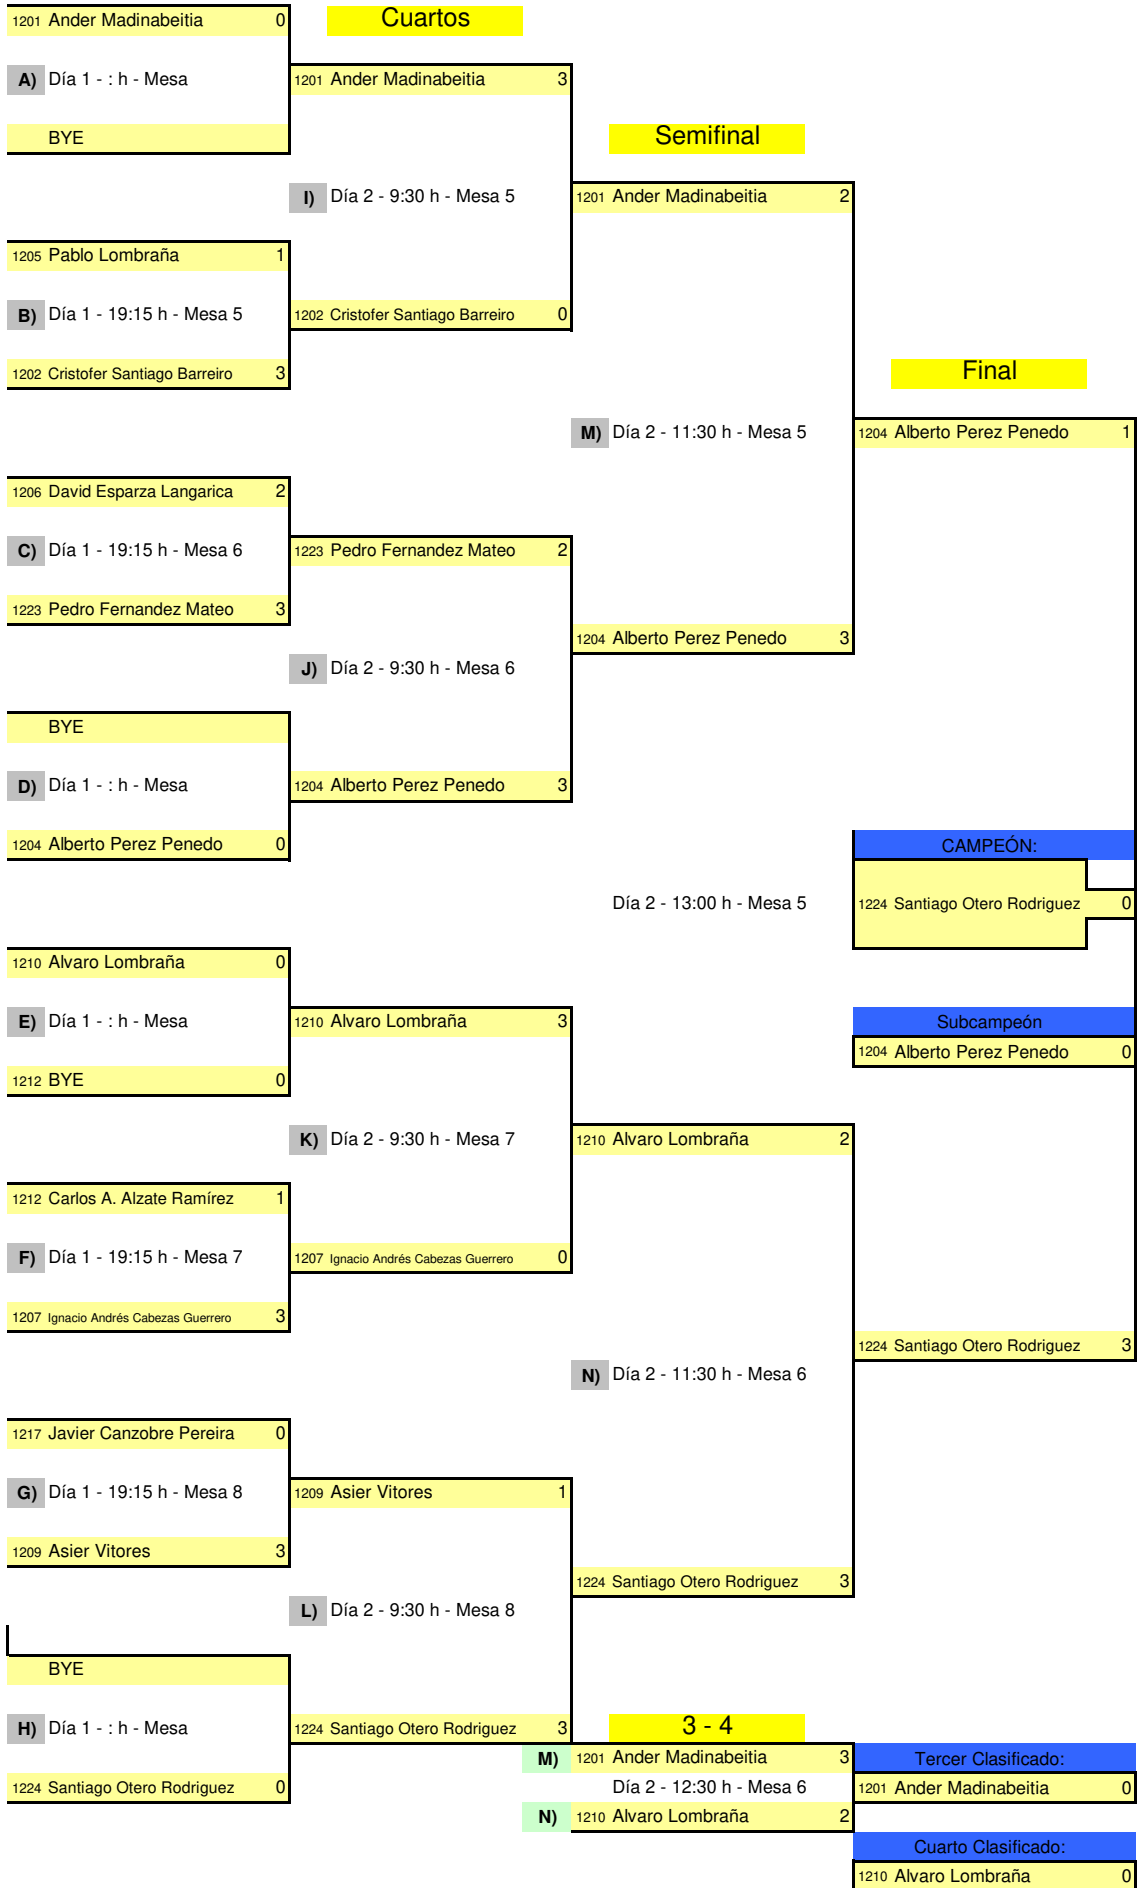 1201 Ander Madinabeitia 0 Cuartos
A) Día 1 - : h - Mesa 1201 Ander Madinabeitia 3
BYE Semifinal
I) Día 2 - 9:30 h - Mesa 5 1201 Ander Madinabeitia 2
1205 Pablo Lombraña 1
B) Día 1 - 19:15 h - Mesa 5 1202 Cristofer Santiago Barreiro 0
1202 Cristofer Santiago Barreiro 3 Final
M) Día 2 - 11:30 h - Mesa 5 1204 Alberto Perez Penedo 1
1206 David Esparza Langarica 2
C) Día 1 - 19:15 h - Mesa 6 1223 Pedro Fernandez Mateo 2
1223 Pedro Fernandez Mateo 3
1204 Alberto Perez Penedo 3
J) Día 2 - 9:30 h - Mesa 6
BYE
D) Día 1 - : h - Mesa 1204 Alberto Perez Penedo 3
1204 Alberto Perez Penedo 0 CAMPEÓN:
Día 2 - 13:00 h - Mesa 5 1224 Santiago Otero Rodriguez 0
1210 Alvaro Lombraña 0
E) Día 1 - : h - Mesa 1210 Alvaro Lombraña 3 Subcampeón
1204 Alberto Perez Penedo 0
1212 BYE 0
K) Día 2 - 9:30 h - Mesa 7 1210 Alvaro Lombraña 2
1212 Carlos A. Alzate Ramírez 1
F) Día 1 - 19:15 h - Mesa 7 1207 Ignacio Andrés Cabezas Guerrero 0
1207 Ignacio Andrés Cabezas Guerrero 3
1224 Santiago Otero Rodriguez 3
N) Día 2 - 11:30 h - Mesa 6
1217 Javier Canzobre Pereira 0
G) Día 1 - 19:15 h - Mesa 8 1209 Asier Vitores 1
1209 Asier Vitores 3
1224 Santiago Otero Rodriguez 3
L) Día 2 - 9:30 h - Mesa 8
BYE
H) Día 1 - : h - Mesa 1224 Santiago Otero Rodriguez 3 3 - 4
M) 1201 Ander Madinabeitia 3 Tercer Clasificado:
1224 Santiago Otero Rodriguez 0 Día 2 - 12:30 h - Mesa 6 1201 Ander Madinabeitia 0
N) 1210 Alvaro Lombraña 2
Cuarto Clasificado:
1210 Alvaro Lombraña 0